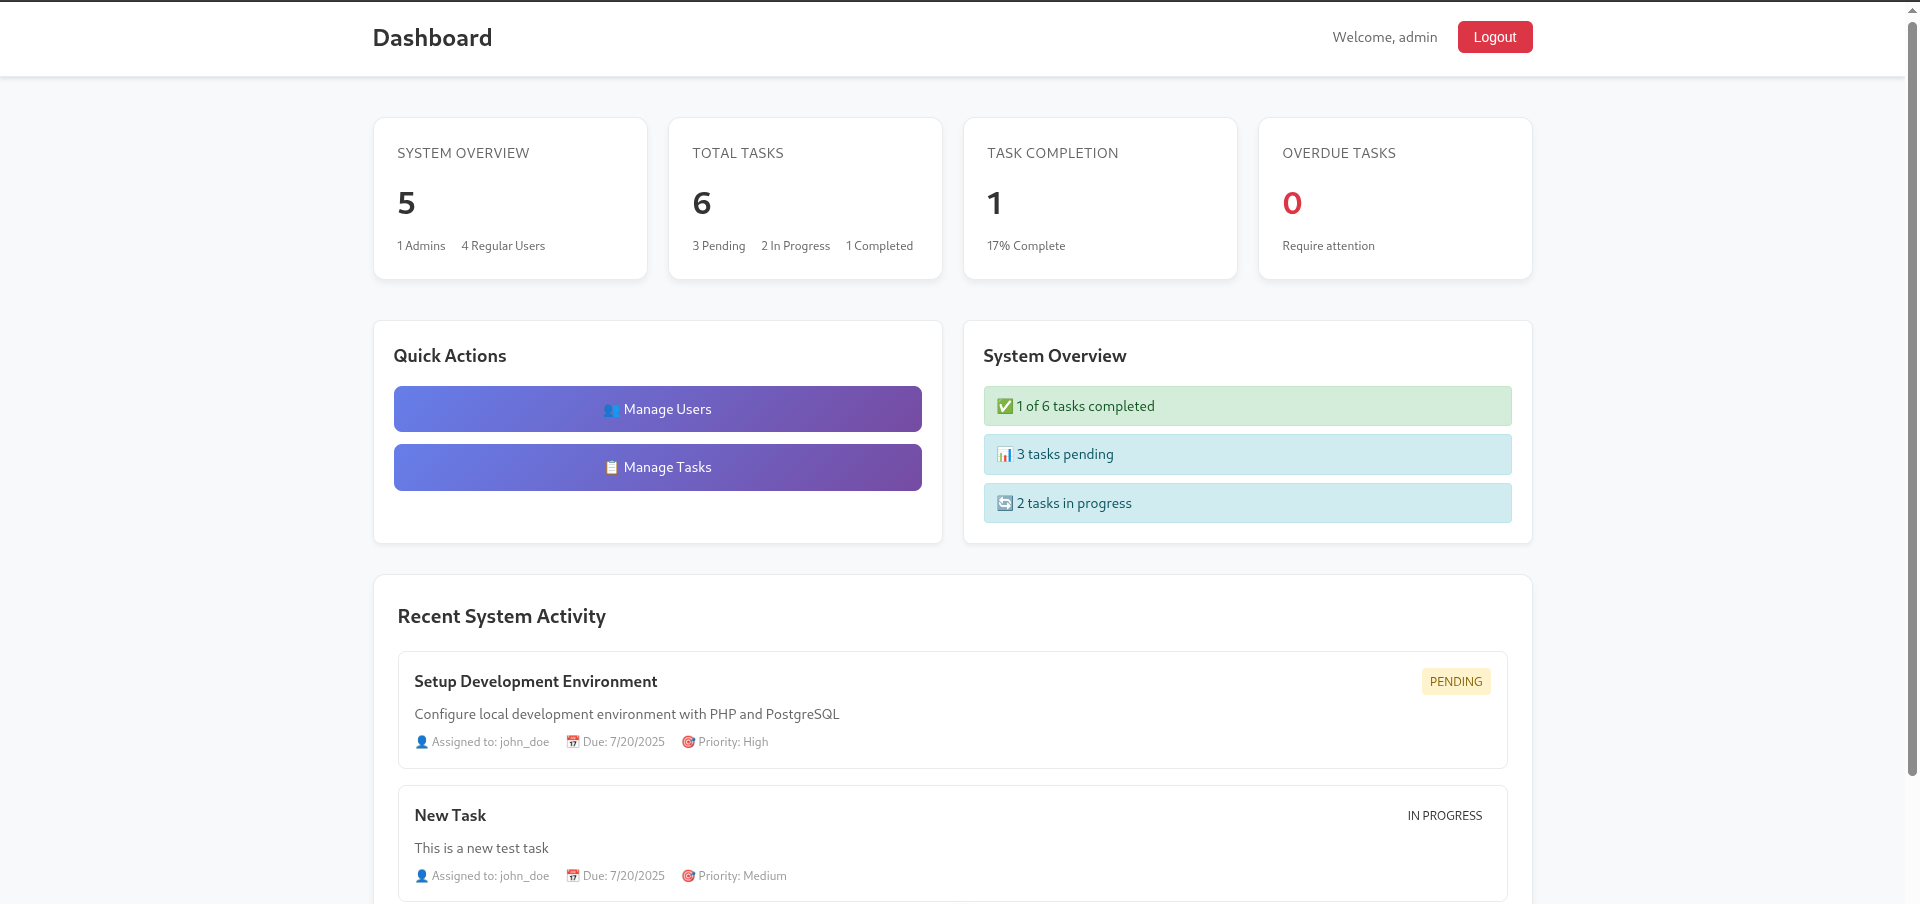 Dashboard
Welcome, admin
Logout
SYSTEM OVERVIEW
5
1 Admins 4 Regular Users
TOTAL TASKS
6
3 Pending 2 In Progress 1 Completed
TASK COMPLETION
1
17% Complete
OVERDUE TASKS
0
Require attention
Quick Actions
👥 Manage Users
📋 Manage Tasks
System Overview
✅ 1 of 6 tasks completed
📊 3 tasks pending
🔄 2 tasks in progress
Recent System Activity
Setup Development Environment
PENDING
Configure local development environment with PHP and PostgreSQL
👤 Assigned to: john_doe 📅 Due: 7/20/2025 🎯 Priority: High
New Task
IN PROGRESS
This is a new test task
👤 Assigned to: john_doe 📅 Due: 7/20/2025 🎯 Priority: Medium